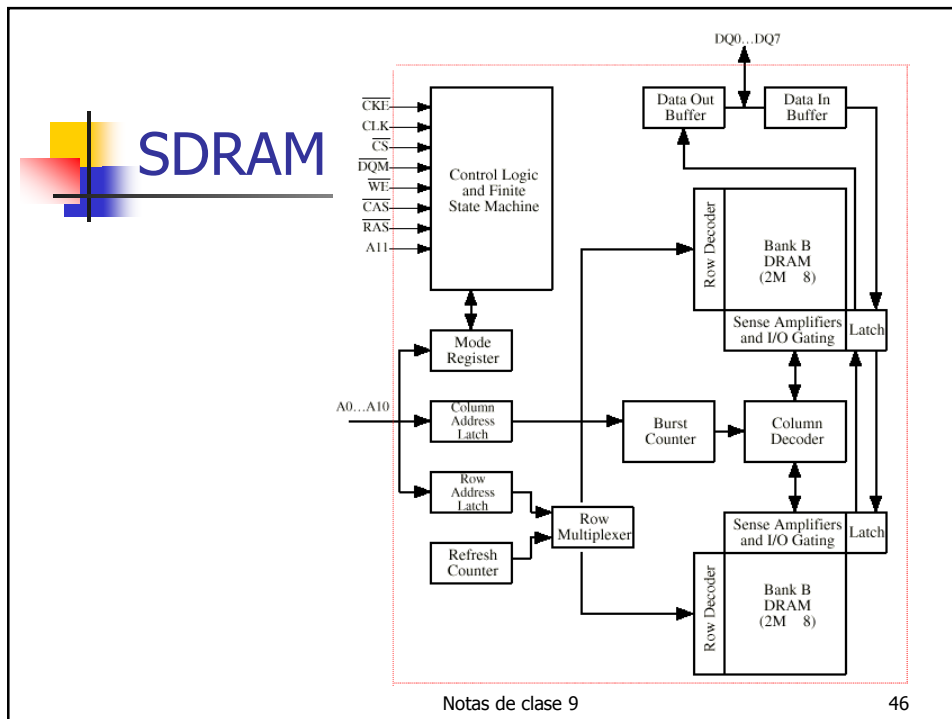 SDRAM
DQ0...DQ7
CKE
CLK
CS
DQM
WE
CAS
RAS
A11
Control Logic
and Finite
State Machine
Data Out
Buffer
Data In
Buffer
Row Decoder
Bank B
DRAM
(2M 8)
Sense Amplifiers
and I/O Gating
Latch
Mode
Register
A0...A10
Column
Address
Latch
Burst
Counter
Column
Decoder
Row
Address
Latch
Refresh
Counter
Row
Multiplexer
Sense Amplifiers
and I/O Gating
Latch
Row Decoder
Bank B
DRAM
(2M 8)
Notas de clase 9
46